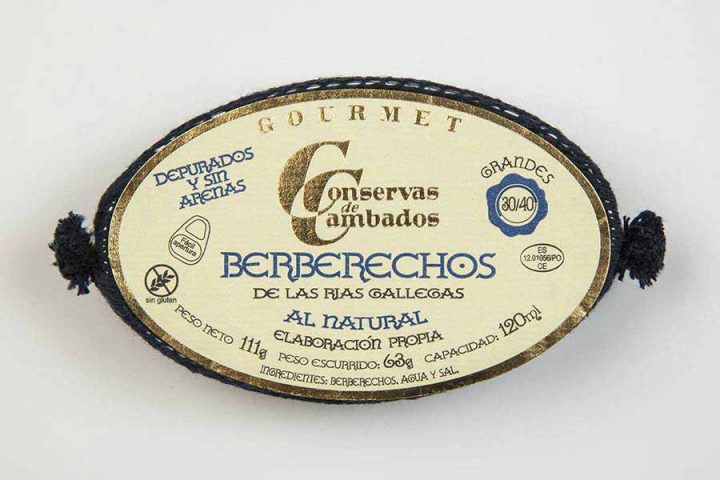 GOURMET
DEPURADOS
Y SIN
ARENAS
Conservas
de
Cambados
GRANDES
30/40
Fácil
apertura
BERBERECHOS
ES
12.01056/PO
CE
DE LAS RIAS GALLEGAS
sin gluten
AL NATURAL
ELABORACIÓN PROPIA
PESO NETO 111g PESO ESCURRIDO: 63g CAPACIDAD: 120ml
INGREDIENTES: BERBERECHOS, AGUA Y SAL.